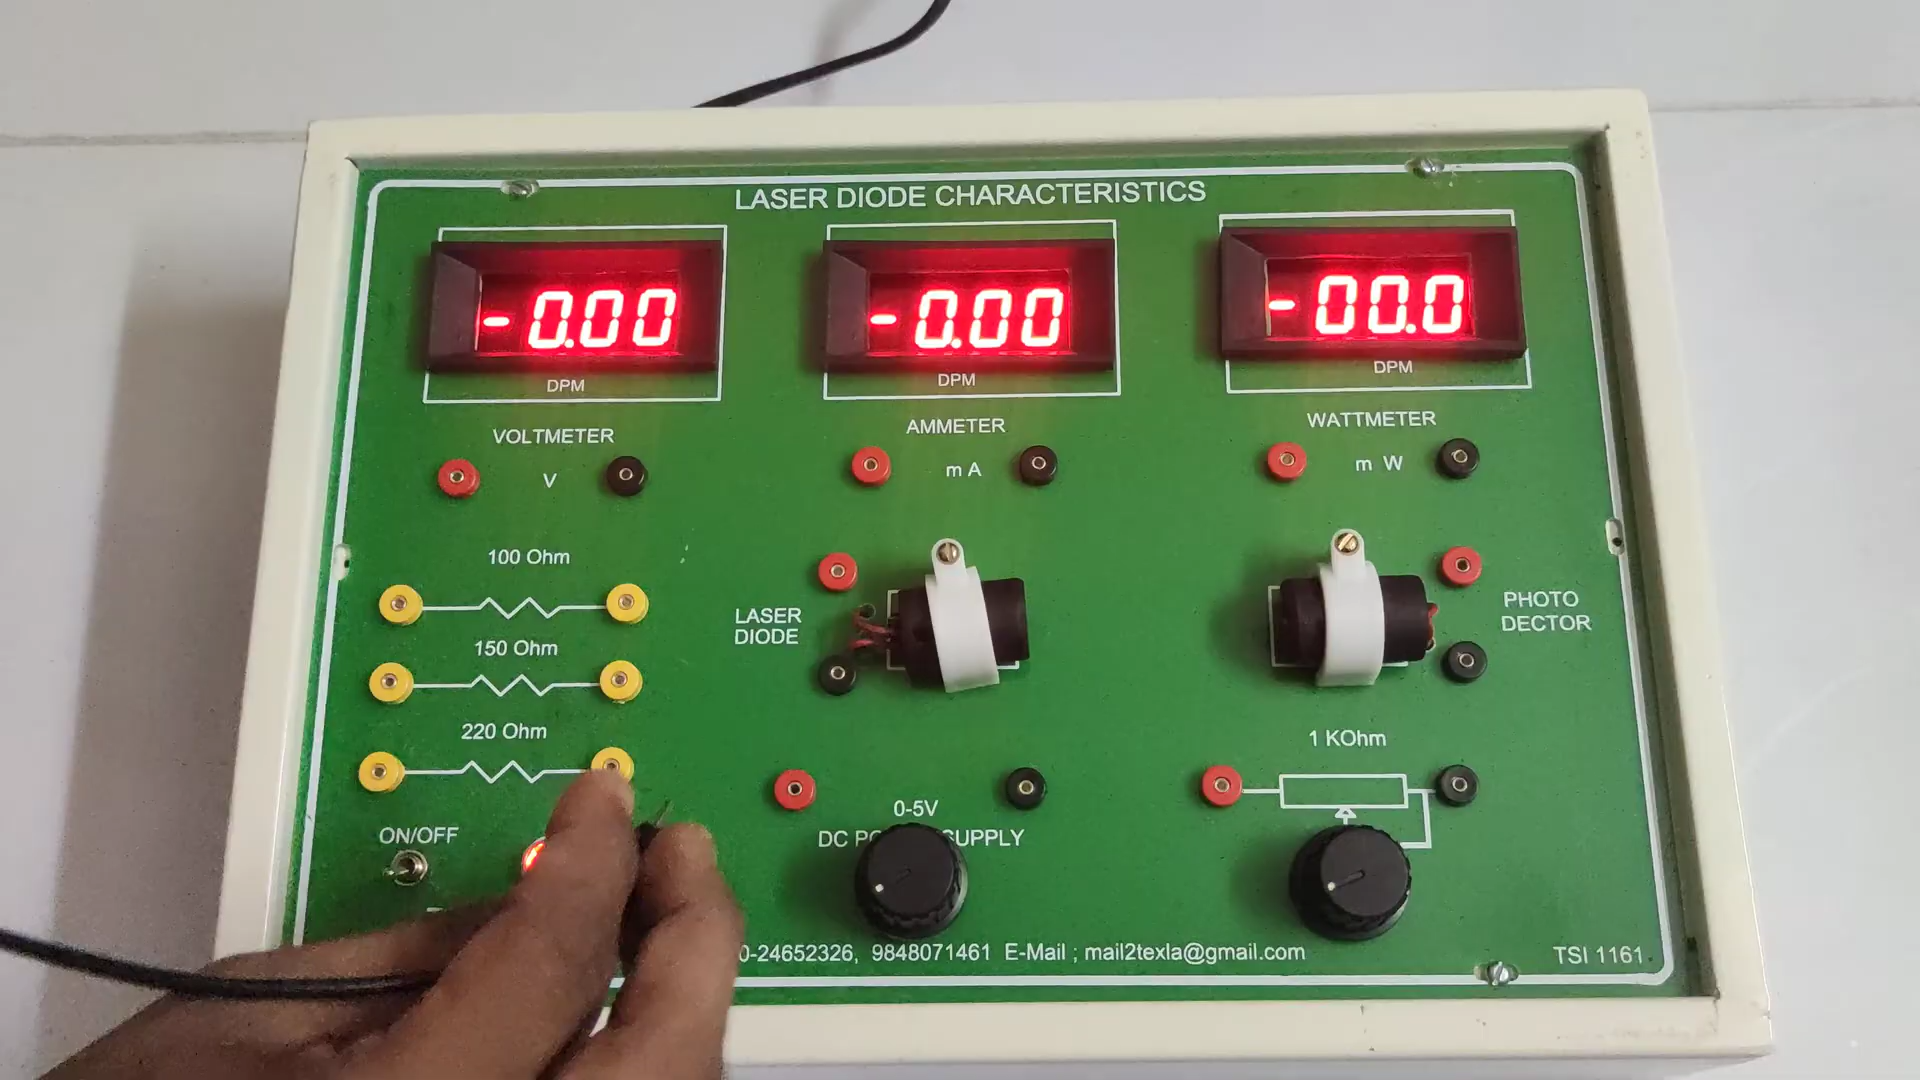 LASER DIODE CHARACTERISTICS
-0.00
-0.00
-00.0
DPM
DPM
DPM
VOLTMETER
AMMETER
WATTMETER
V
m A
m W
100 Ohm
150 Ohm
220 Ohm
LASER
DIODE
PHOTO
DECTOR
1 KOhm
0-5V
DC
ON/OFF
0-24652326, 9848071461 E-Mail ; mail2texla@gmail.com
TSI 1161